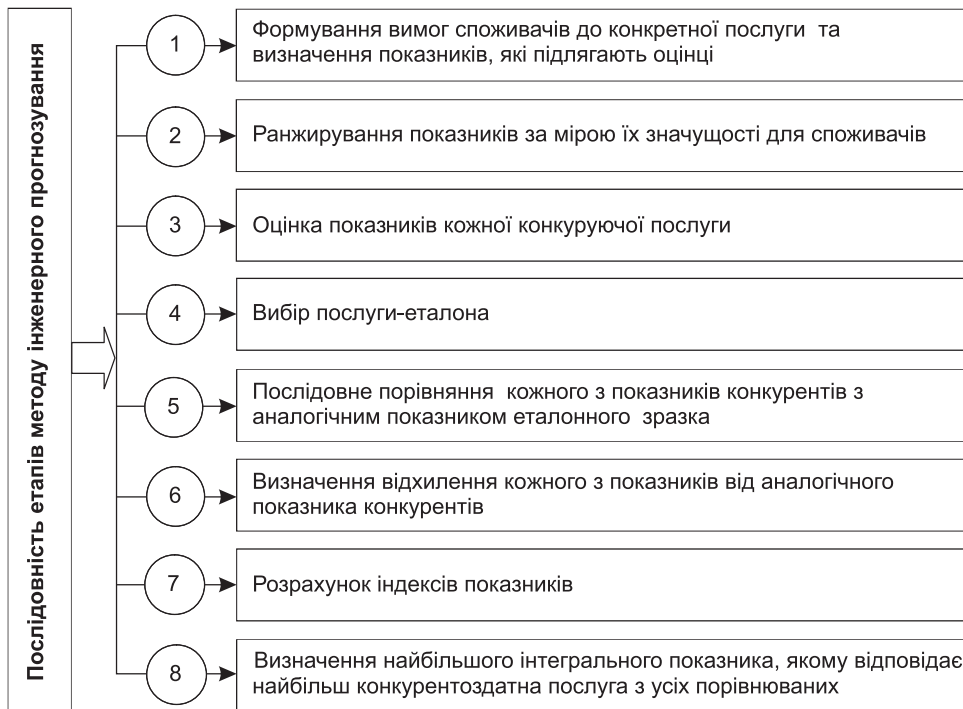 Послідовність етапів методу інженерного прогнозування
1
Формування вимог споживачів до конкретної послуги та
визначення показників, які підлягають оцінці
2
Ранжирування показників за мірою їх значущості для споживачів
3
Оцінка показників кожної конкуруючої послуги
4
Вибір послуги-еталона
5
Послідовне порівняння кожного з показників конкурентів з
аналогічним показником еталонного зразка
6
Визначення відхилення кожного з показників від аналогічного
показника конкурентів
7
Розрахунок індексів показників
8
Визначення найбільшого інтегрального показника, якому відповідає
найбільш конкурентоздатна послуга з усіх порівнюваних